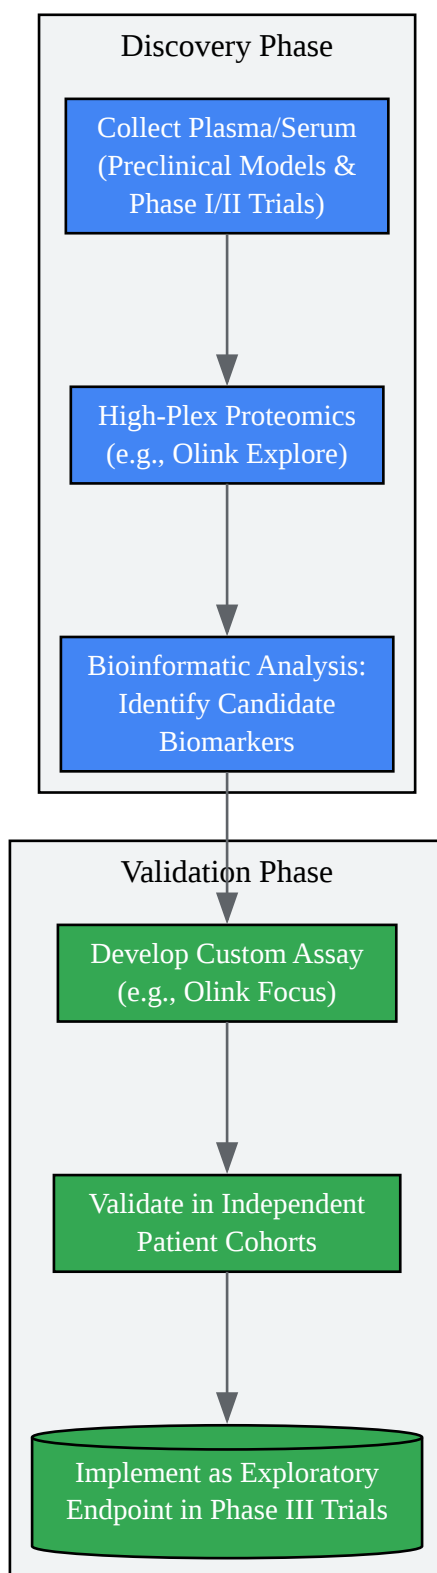 Discovery Phase
Collect Plasma/Serum
(Preclinical Models &
Phase I/II Trials)
High-Plex Proteomics
(e.g., Olink Explore)
Bioinformatic Analysis:
Identify Candidate
Biomarkers
Validation Phase
Develop Custom Assay
(e.g., Olink Focus)
Validate in Independent
Patient Cohorts
Implement as Exploratory
Endpoint in Phase III Trials